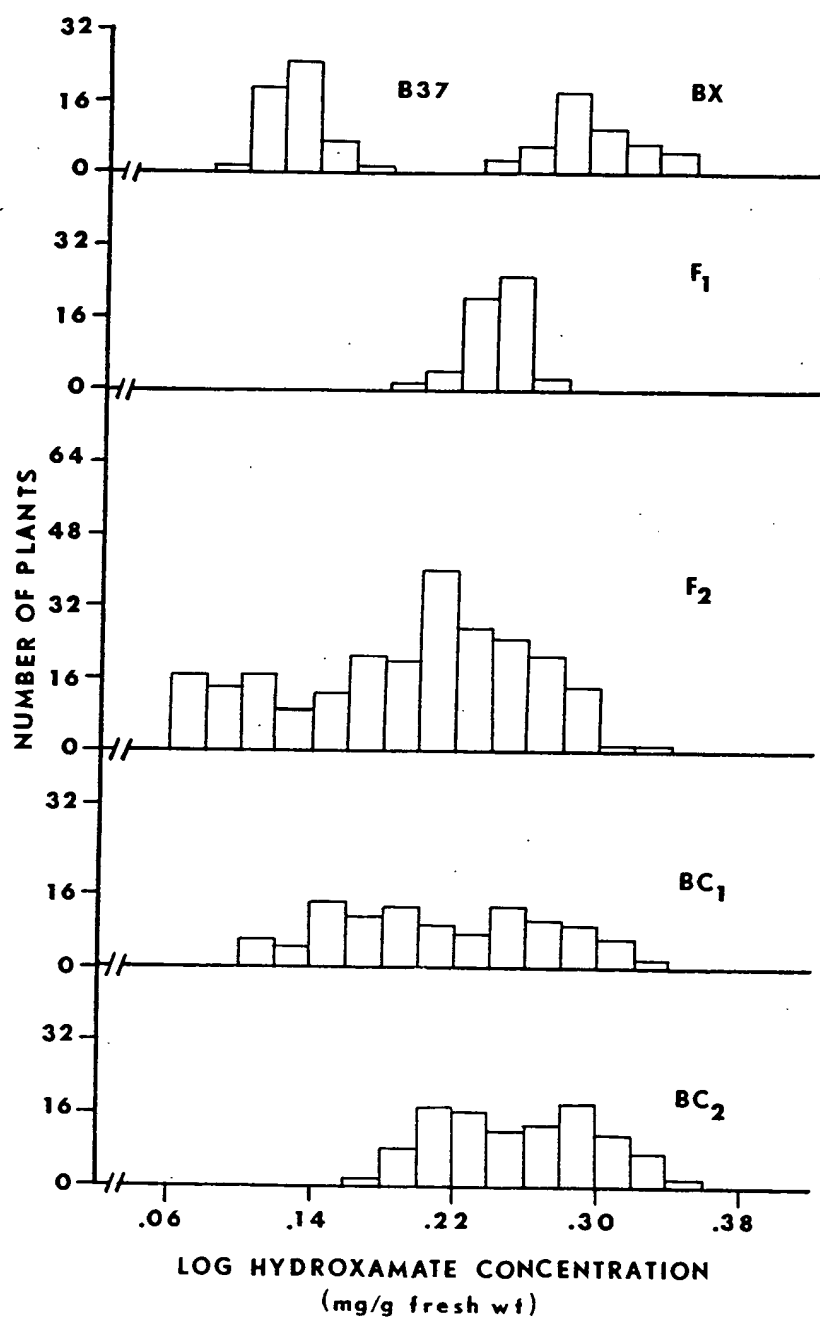 32
16
0
B37
BX
32
16
0
F1
64
48
32
16
0
F2
32
16
0
BC1
32
16
0
BC2
NUMBER OF PLANTS
.06
.14
.22
.30
.38
LOG HYDROXAMATE CONCENTRATION
(mg/g fresh wt)